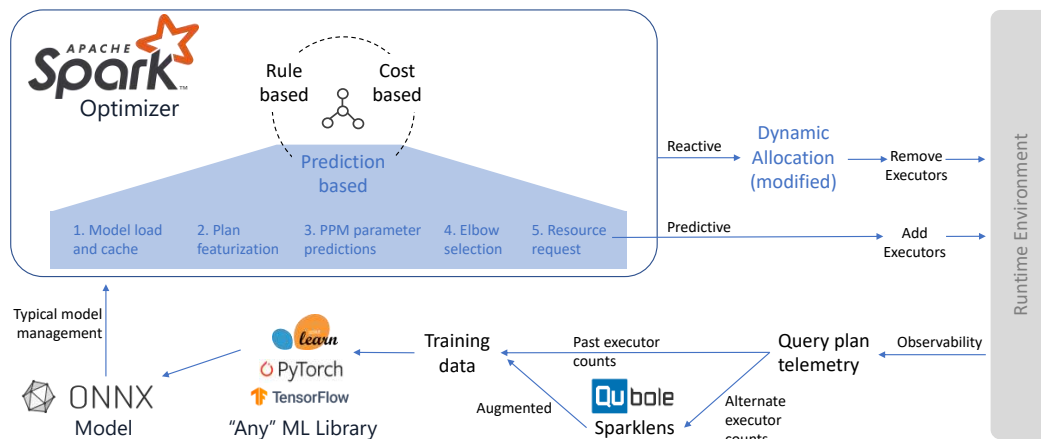 APACHE
Spark
TM
Optimizer
Rule
based
Cost
based
Prediction
based
1. Model load
and cache
2. Plan
featurization
3. PPM parameter
predictions
4. Elbow
selection
5. Resource
request
Reactive
Dynamic
Allocation
(modified)
Remove
Executors
Predictive
Add
Executors
Runtime Environment
Typical model
management
ONNX
Model
learn
PyTorch
TensorFlow
“Any” ML Library
Training
data
Past executor
counts
Augmented
Qubole
Sparklens
Alternate
executor
counts
Query plan
telemetry
Observability